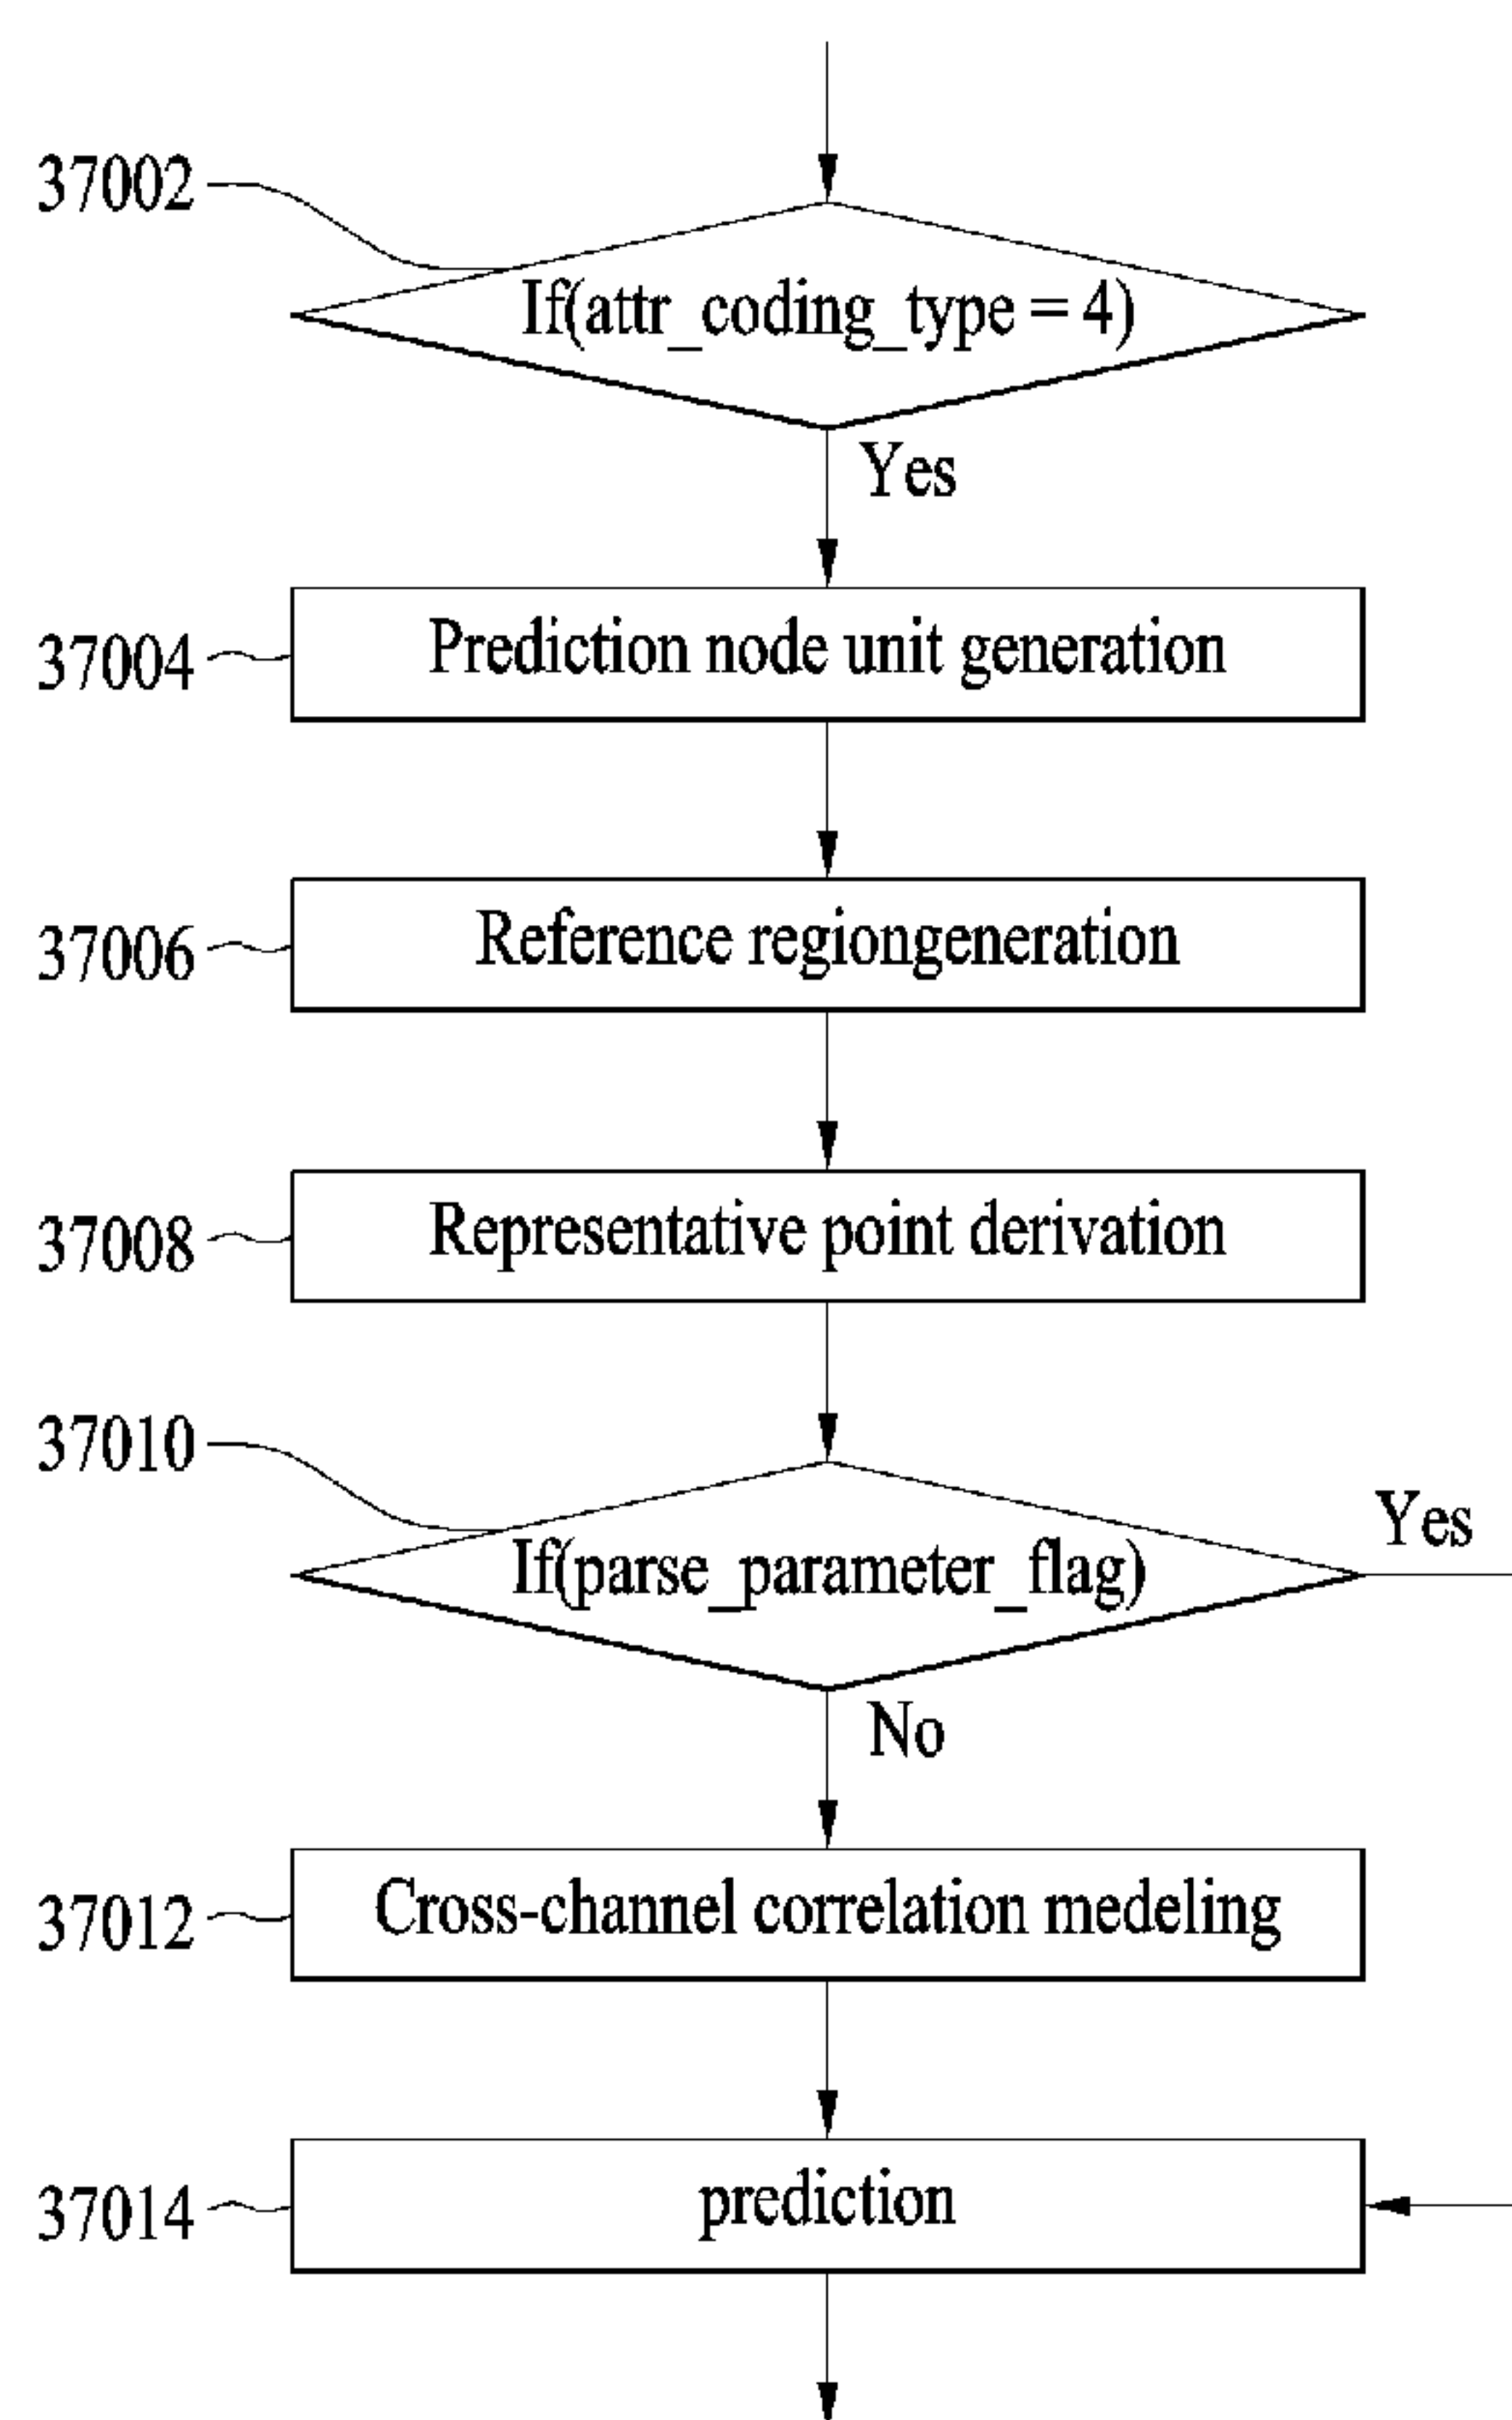 37002
If(attr_coding_type = 4)
Yes
37004
Prediction node unit generation
37006
Reference regiongeneration
37008
Representative point derivation
37010
If(parse_parameter_flag)
Yes
No
37012
Cross-channel correlation medeling
37014
prediction